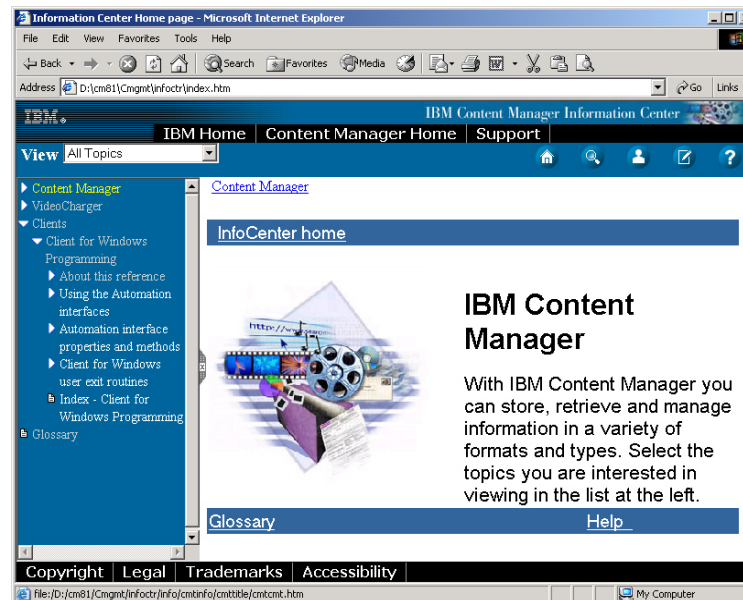 Information Center Home page - Microsoft Internet Explorer
File Edit View Favorites Tools Help
Back Search Favorites Media
Address D:\cm81\Cmgmt\infoctr\index.htm Go Links
IBM. IBM Content Manager Information Center
IBM Home Content Manager Home Support
View All Topics
Content Manager
VideoCharger
Clients
Client for Windows
Programming
About this reference
Using the Automation
interfaces
Automation interface
properties and methods
Client for Windows
user exit routines
Index - Client for
Windows Programming
Glossary
Content Manager
InfoCenter home
http://www.
IBM Content
Manager
With IBM Content Manager you
can store, retrieve and manage
information in a variety of
formats and types. Select the
topics you are interested in
viewing in the list at the left.
Glossary Help
Copyright Legal Trademarks Accessibility
file:/D:/cm81/Cmgmt/infoctr/info/cmtinfo/cmttitle/cmtcmt.htm My Computer